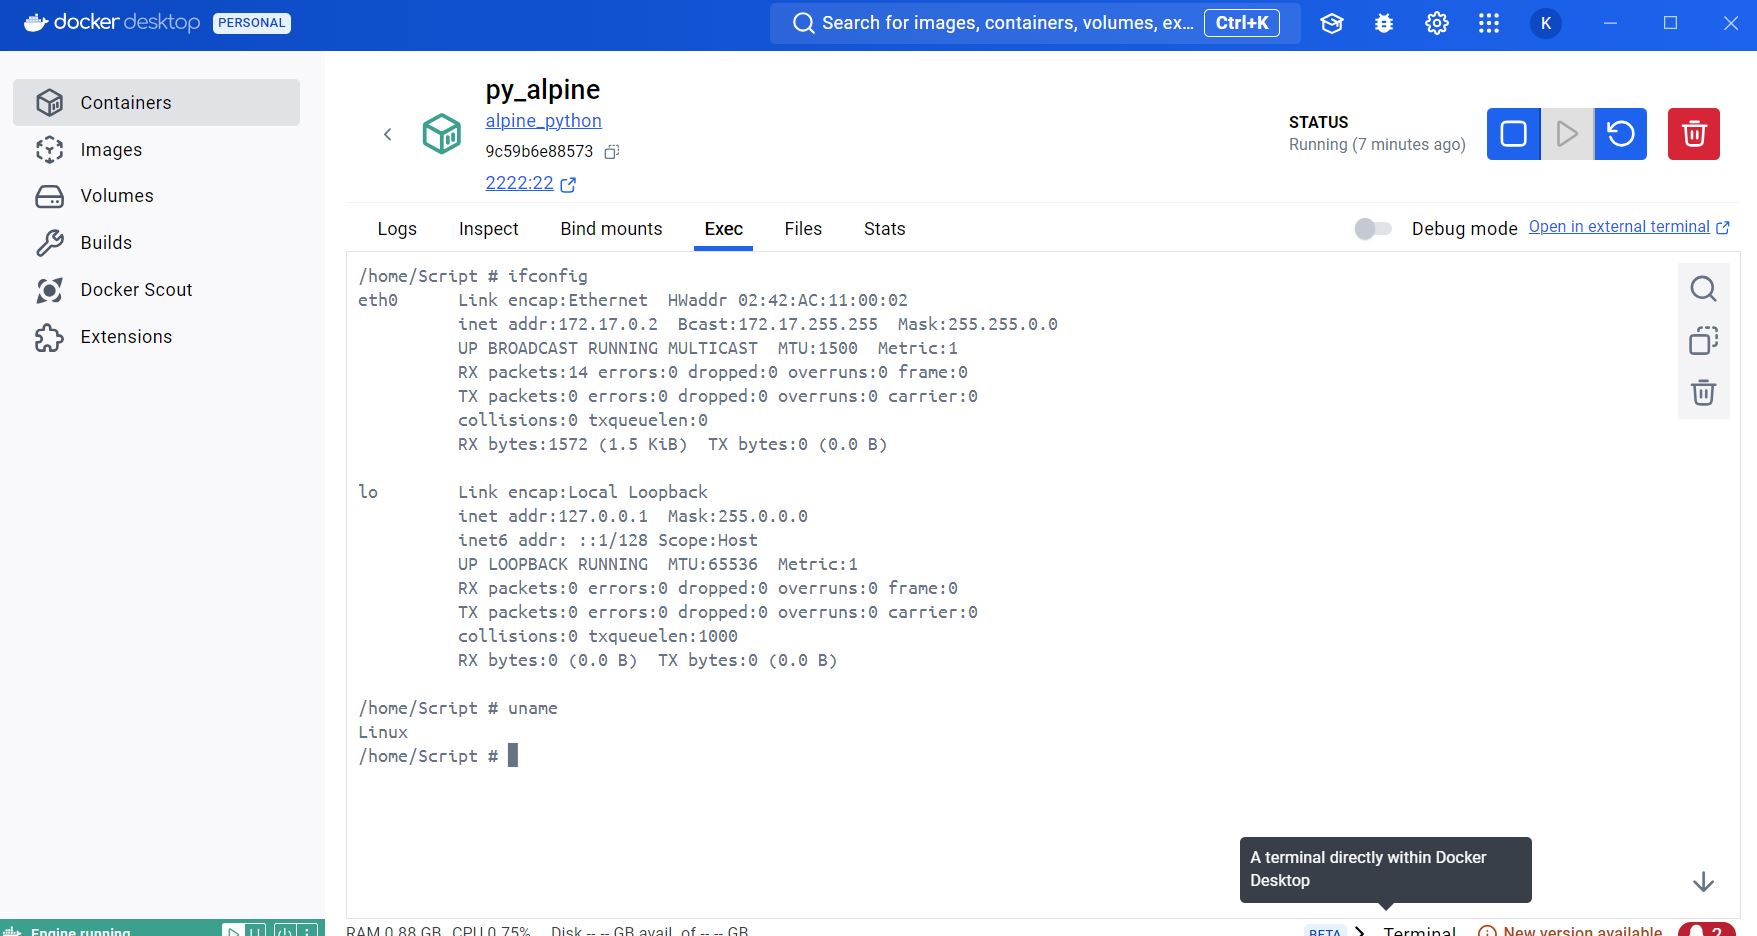 docker desktop PERSONAL
Search for images, containers, volumes, ex... Ctrl+K
K
Containers
Images
Volumes
Builds
Docker Scout
Extensions
py_alpine
alpine_python
9c59b6e88573
2222:22
STATUS
Running (7 minutes ago)
Logs Inspect Bind mounts Exec Files Stats
Debug mode Open in external terminal
/home/Script # ifconfig
eth0 Link encap:Ethernet HWaddr 02:42:AC:11:00:02
inet addr:172.17.0.2 Bcast:172.17.255.255 Mask:255.255.0.0
UP BROADCAST RUNNING MULTICAST MTU:1500 Metric:1
RX packets:14 errors:0 dropped:0 overruns:0 frame:0
TX packets:0 errors:0 dropped:0 overruns:0 carrier:0
collisions:0 txqueuelen:0
RX bytes:1572 (1.5 KiB) TX bytes:0 (0.0 B)
lo Link encap:Local Loopback
inet addr:127.0.0.1 Mask:255.0.0.0
inet6 addr: ::1/128 Scope:Host
UP LOOPBACK RUNNING MTU:65536 Metric:1
RX packets:0 errors:0 dropped:0 overruns:0 frame:0
TX packets:0 errors:0 dropped:0 overruns:0 carrier:0
collisions:0 txqueuelen:1000
RX bytes:0 (0.0 B) TX bytes:0 (0.0 B)
/home/Script # uname
Linux
/home/Script #
A terminal directly within Docker
Desktop
Engine running
RAM 0.88 GB CPU 0.75% Disk -- -- GB avail. of -- -- GB
BETA Terminal New version available 2